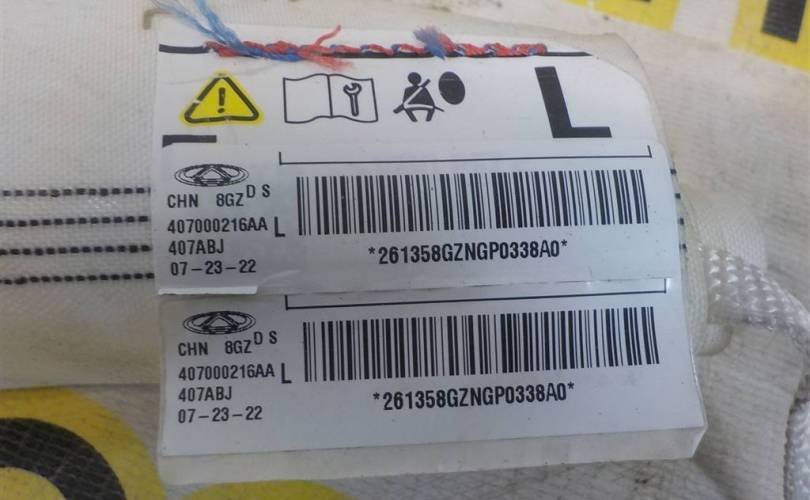 L
CHN 8GZ D S
407000216AA L
407ABJ
07-23-22
*261358GZNGP0338A0*
CHN 8GZ D S
407000216AA L
407ABJ
07-23-22
*261358GZNGP0338A0*